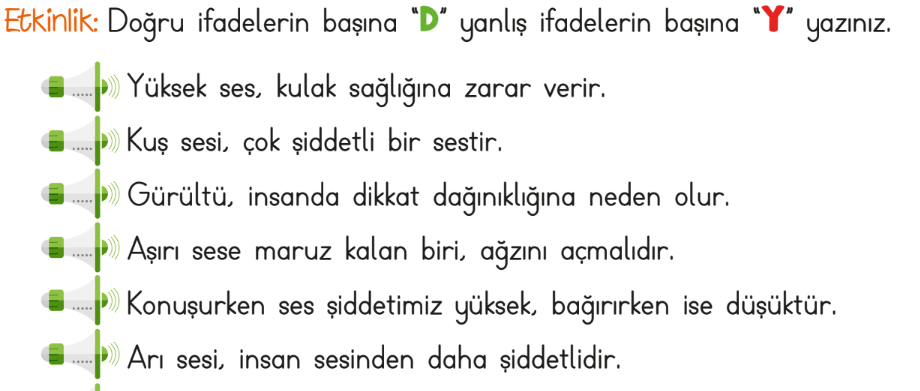 Etkinlik: Doğru ifadelerin başına "D" yanlış ifadelerin başına "Y" yazınız.
..... Yüksek ses, kulak sağlığına zarar verir.
..... Kuş sesi, çok şiddetli bir sestir.
..... Gürültü, insanda dikkat dağınıklığına neden olur.
..... Aşırı sese maruz kalan biri, ağzını açmalıdır.
..... Konuşurken ses şiddetimiz yüksek, bağırırken ise düşüktür.
..... Arı sesi, insan sesinden daha şiddetlidir.